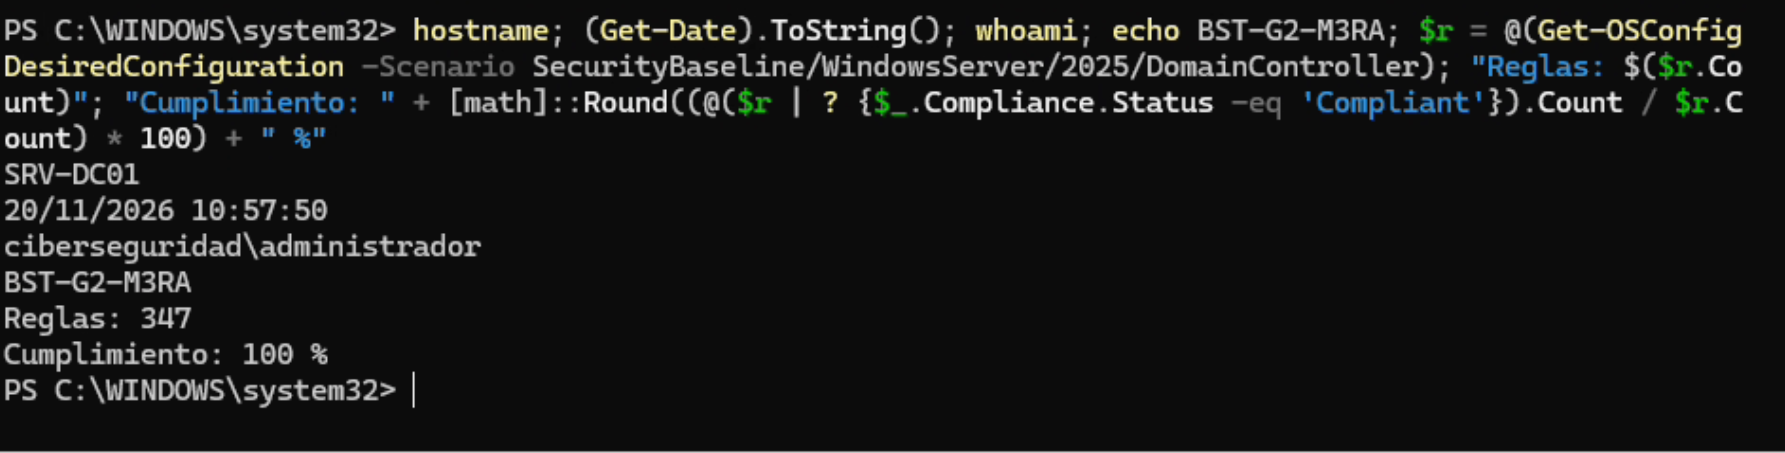 PS C:\WINDOWS\system32> hostname; (Get-Date).ToString(); whoami; echo BST-G2-M3RA; $r = @(Get-OSConfig
DesiredConfiguration -Scenario SecurityBaseline/WindowsServer/2025/DomainController); "Reglas: $($r.Co
unt)"; "Cumplimiento: " + [math]::Round((@($r | ? {$_.Compliance.Status -eq 'Compliant'}).Count / $r.C
ount) * 100) + " %"
SRV-DC01
20/11/2026 10:57:50
ciberseguridad\administrador
BST-G2-M3RA
Reglas: 347
Cumplimiento: 100 %
PS C:\WINDOWS\system32>